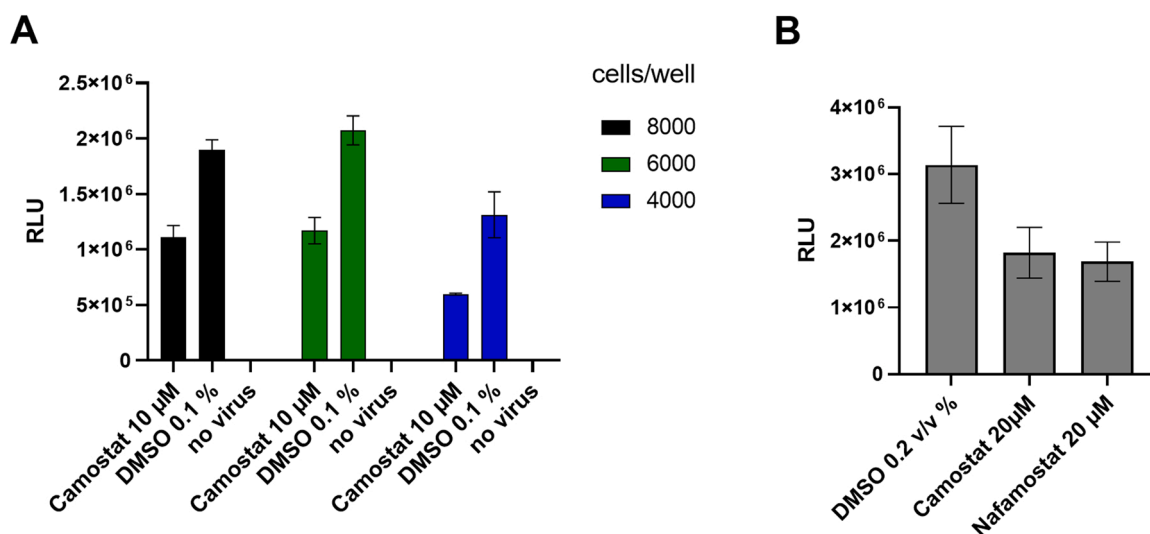 A
RLU
2.5×10⁶
2×10⁶
1.5×10⁶
1×10⁶
5×10⁵
0
Camostat 10 µM
DMSO 0.1 %
no virus
Camostat 10 µM
DMSO 0.1 %
no virus
Camostat 10 µM
DMSO 0.1 %
no virus
cells/well
8000
6000
4000
B
RLU
4×10⁶
3×10⁶
2×10⁶
1×10⁶
0
DMSO 0.2 v/v %
Camostat 20µM
Nafamostat 20 µM